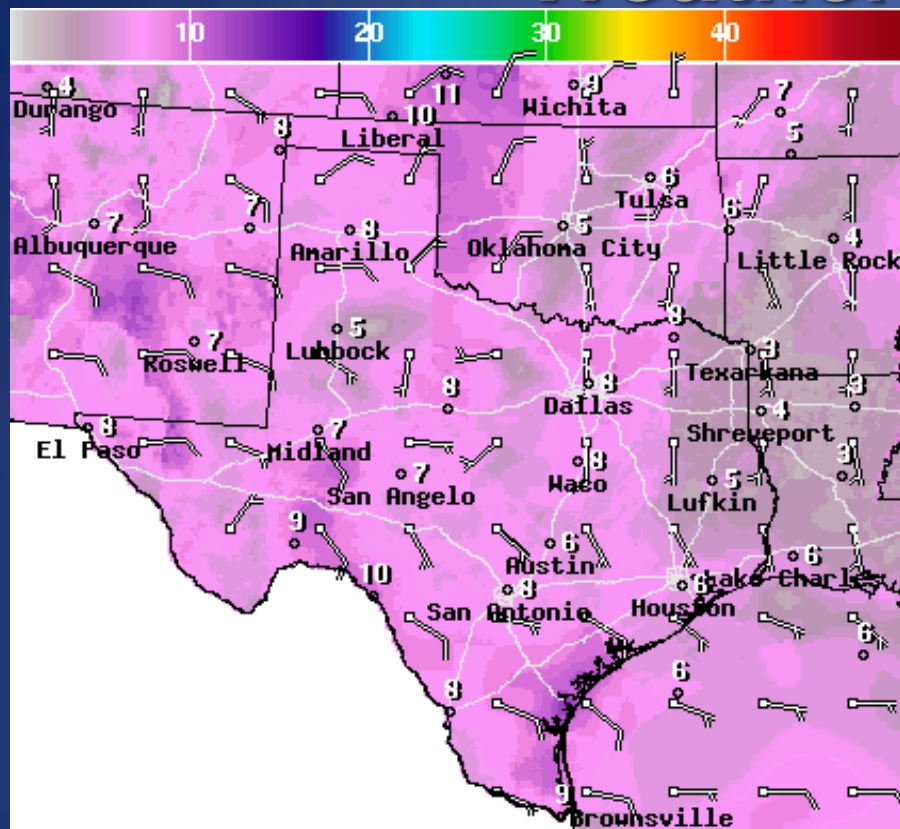 10 20 30 40
4 9 7
Durango 11 Wichita
8 10 5
Liberal
6
7 7 Tulsa 6
8 5 4
Albuquerque Amarillo Oklahoma City Little Rock
9
7 5
Roswell Lubbock 3
8 8 Texarkana 3
Dallas 4
8 7 Shreveport
El Paso Midland 8 3
7 Waco 5
San Angelo Lufkin
9 6 6
Austin
10 8 6 Lake Charles
San Antonio Houston
6
8 6
9
Brownsville